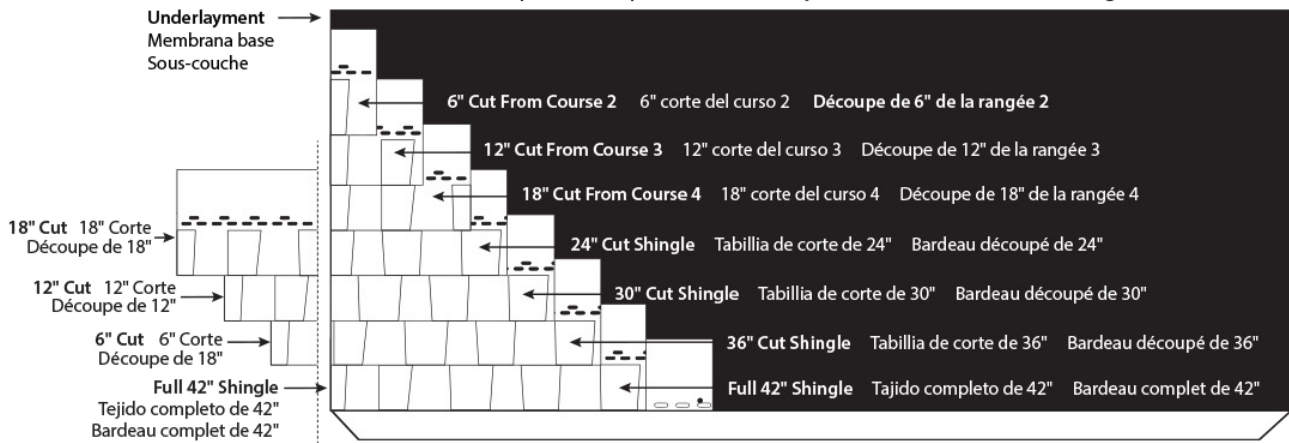 Underlayment
Membrana base
Sous-couche
6" Cut From Course 2 6" corte del curso 2 Découpe de 6" de la rangée 2
12" Cut From Course 3 12" corte del curso 3 Découpe de 12" de la rangée 3
18" Cut From Course 4 18" corte del curso 4 Découpe de 18" de la rangée 4
18" Cut 18" Corte
Découpe de 18"
24" Cut Shingle Tabillia de corte de 24" Bardeau découpé de 24"
12" Cut 12" Corte
Découpe de 12"
30" Cut Shingle Tabillia de corte de 30" Bardeau découpé de 30"
6" Cut 6" Corte
Découpe de 18"
36" Cut Shingle Tabillia de corte de 36" Bardeau découpé de 36"
Full 42" Shingle
Tejido completo de 42"
Bardeau complet de 42"
Full 42" Shingle Tajido completo de 42" Bardeau complet de 42"